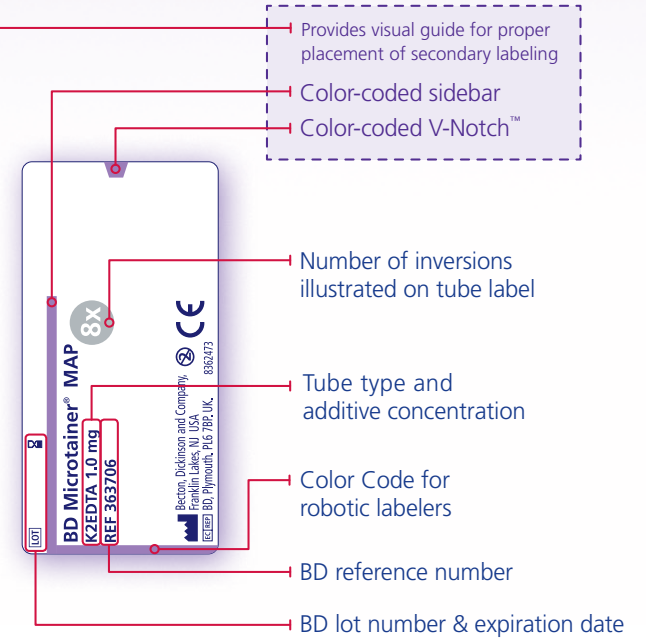 Provides visual guide for proper
placement of secondary labeling
Color-coded sidebar
Color-coded V-Notch™
Number of inversions
illustrated on tube label
Tube type and
additive concentration
Color Code for
robotic labelers
BD reference number
BD lot number & expiration date
LOT
BD Microtainer® MAP
8x
K2EDTA 1.0 mg
REF 363706
Becton, Dickinson and Company,
Franklin Lakes, NJ USA
EC REP BD, Plymouth. PL6 7BP. UK.
8362473
2
CE